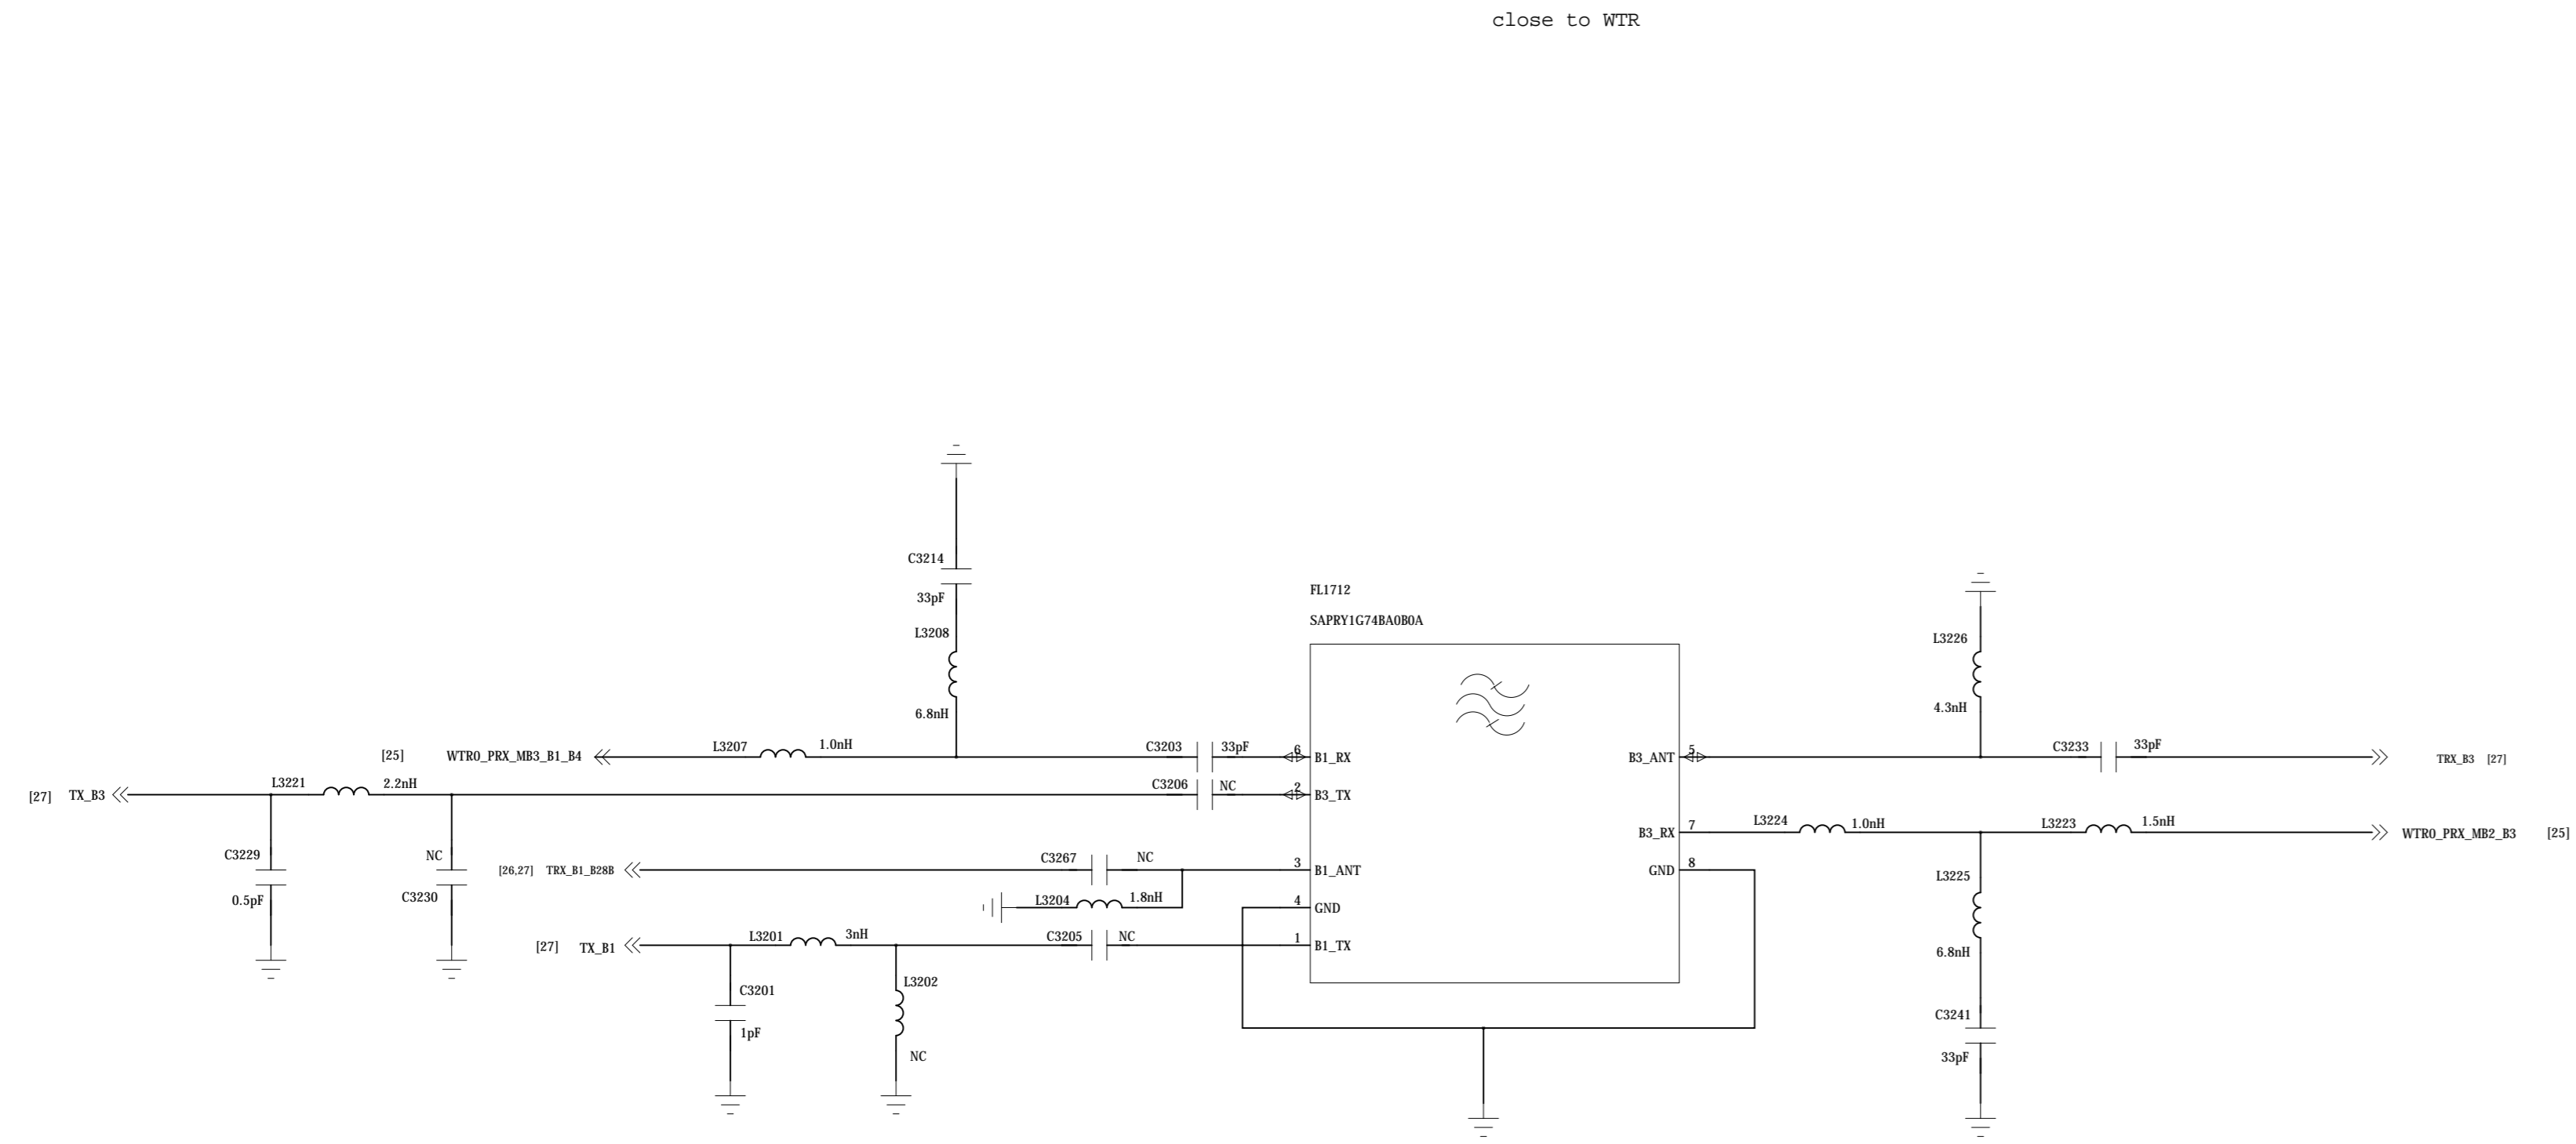 close to WTR
C3214
33pF
L3208
6.8nH
FL1712
SAPRY1G74BA0B0A
L3226
4.3nH
[25] WTR0_PRX_MB3_B1_B4 L3207 1.0nH C3203 33pF 6 B1_RX
B3_ANT 5 C3233 33pF TRX_B3 [27]
[27] TX_B3 L3221 2.2nH C3206 NC 2 B3_TX
B3_RX 7 L3224 1.0nH L3223 1.5nH WTR0_PRX_MB2_B3 [25]
C3229
0.5pF
NC
C3230
[26,27] TRX_B1_B28B C3267 NC 3 B1_ANT
GND 8
L3204 1.8nH 4 GND
[27] TX_B1 L3201 3nH C3205 NC 1 B1_TX
C3201
1pF
L3202
NC
L3225
6.8nH
C3241
33pF